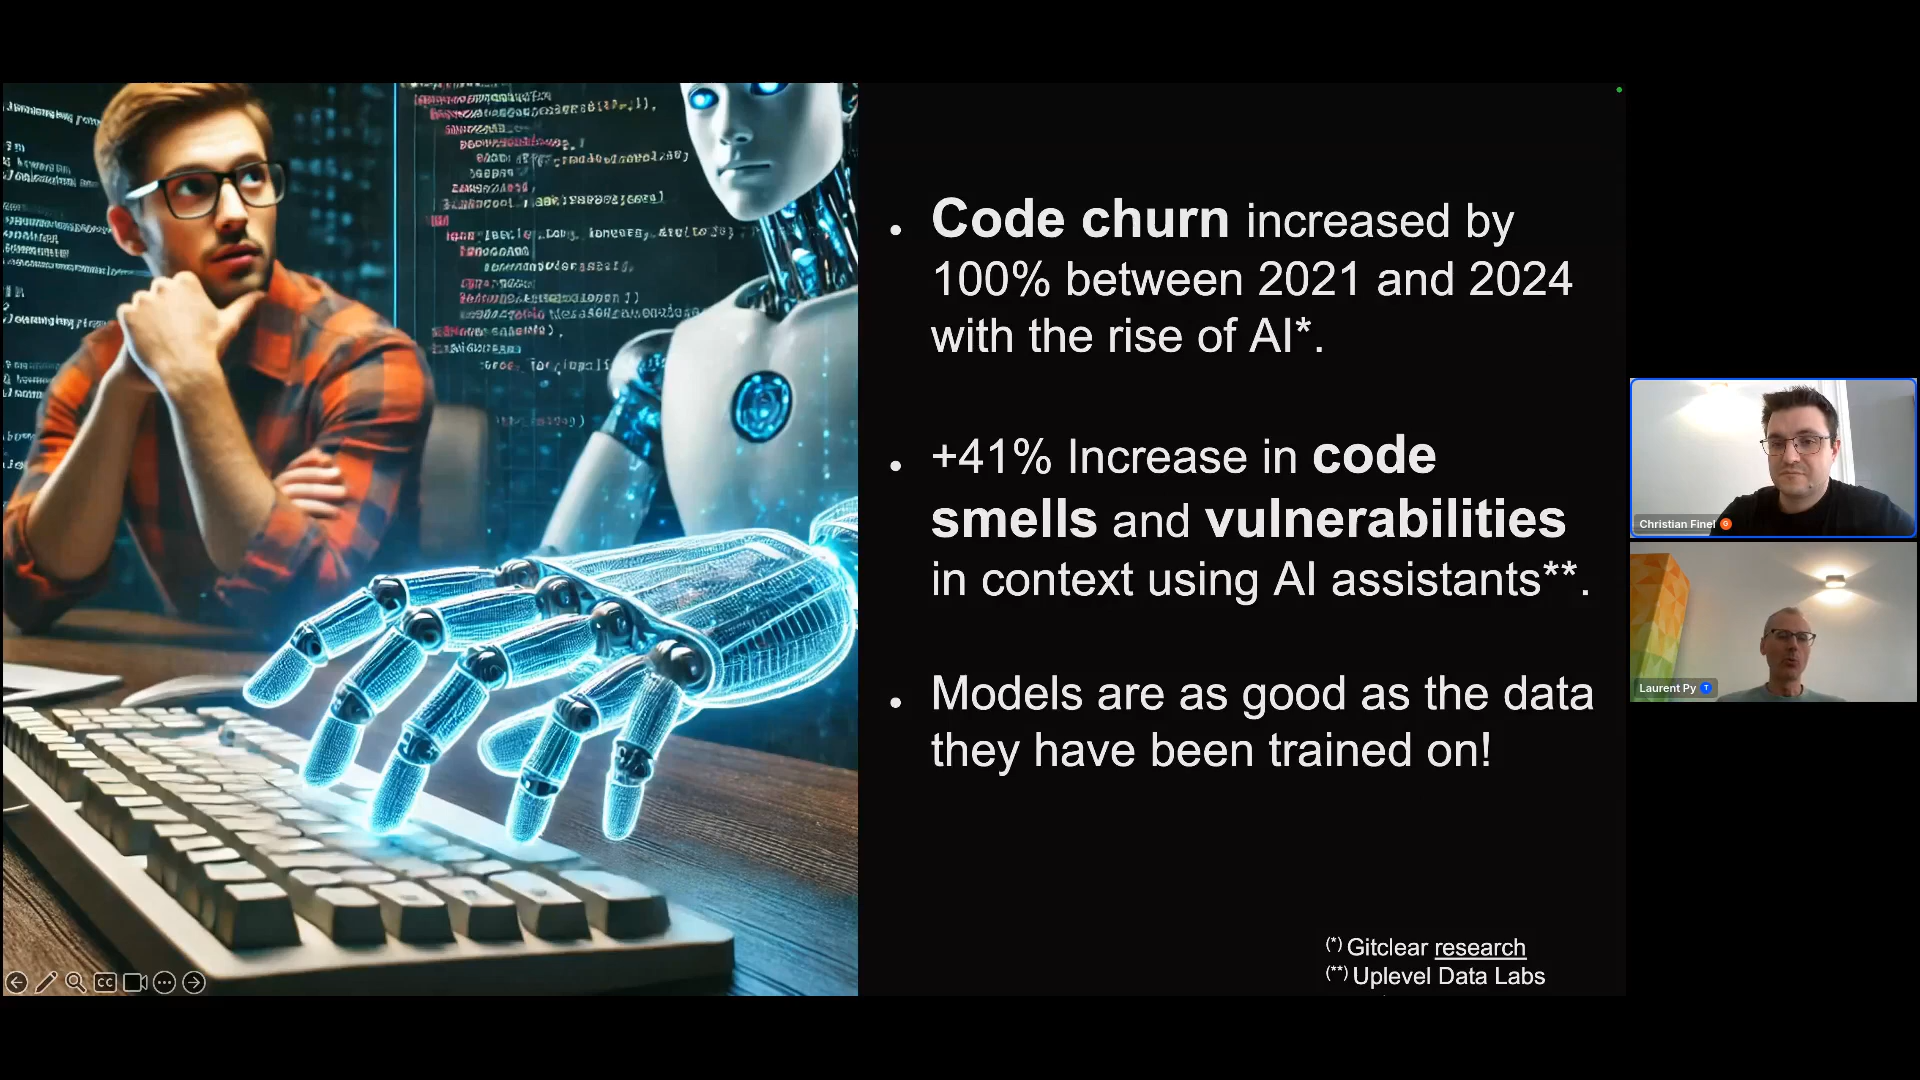 Code churn increased by
100% between 2021 and 2024
with the rise of AI*.
+41% Increase in code
smells and vulnerabilities
in context using AI assistants**.
Models are as good as the data
they have been trained on!
(*) Gitclear research
(**) Uplevel Data Labs
Christian Finel
Laurent Py
CC